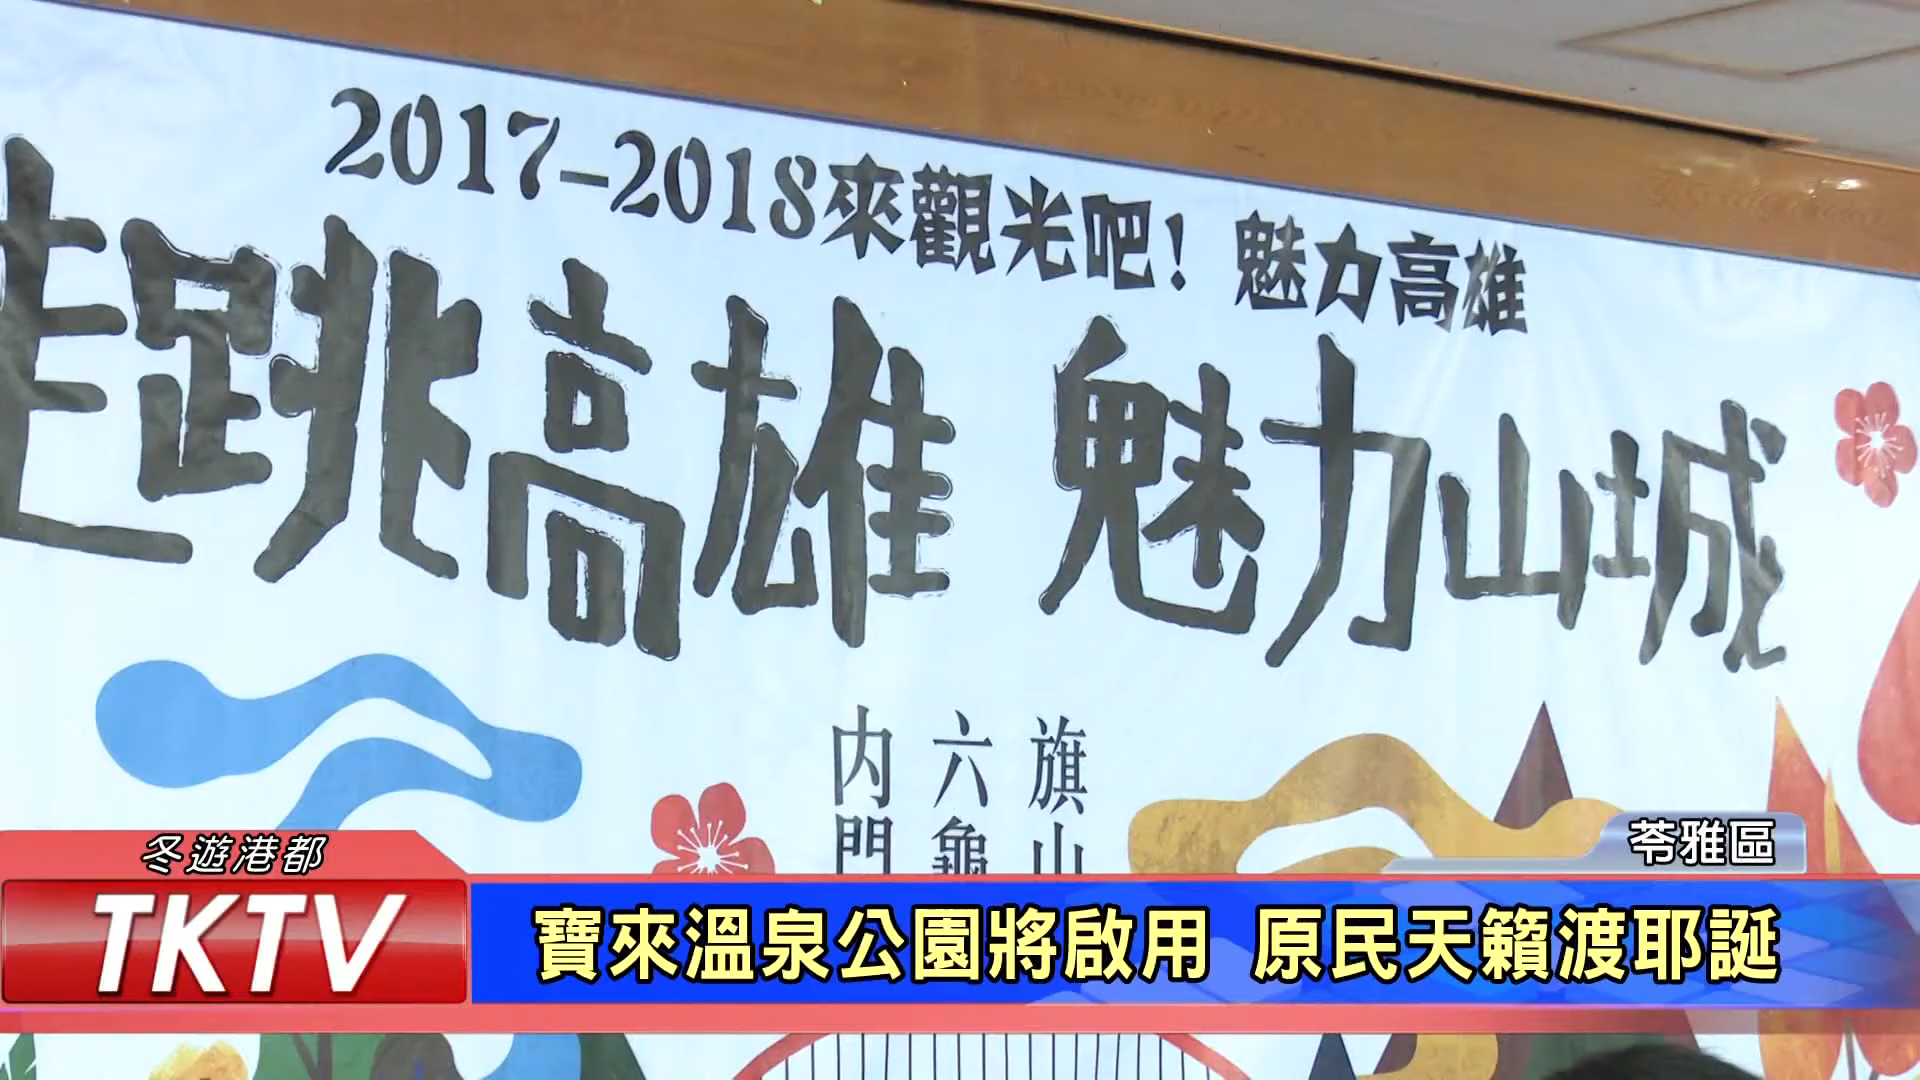 2017-2018來觀光吧！魅力高雄
趒高雄 魅力山城
旗山
六龜
內門
冬遊港都
苓雅區
TKTV
寶來溫泉公園將啟用 原民天籟渡耶誕